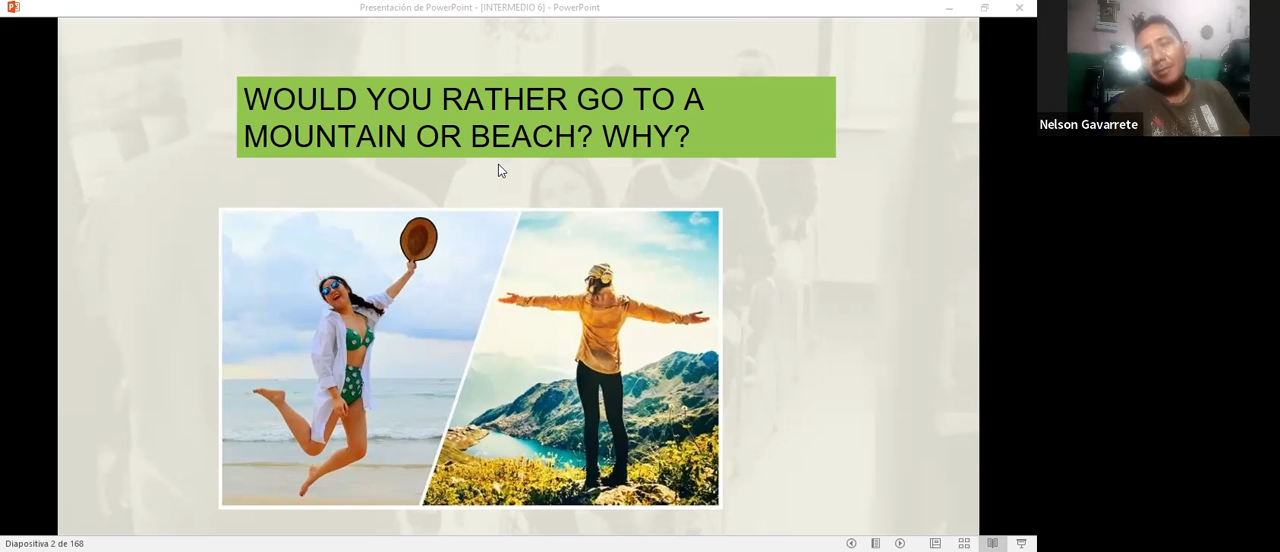 Presentación de PowerPoint - [INTERMEDIO 6] - PowerPoint
WOULD YOU RATHER GO TO A
MOUNTAIN OR BEACH? WHY?
Nelson Gavarrete
Diapositiva 2 de 168